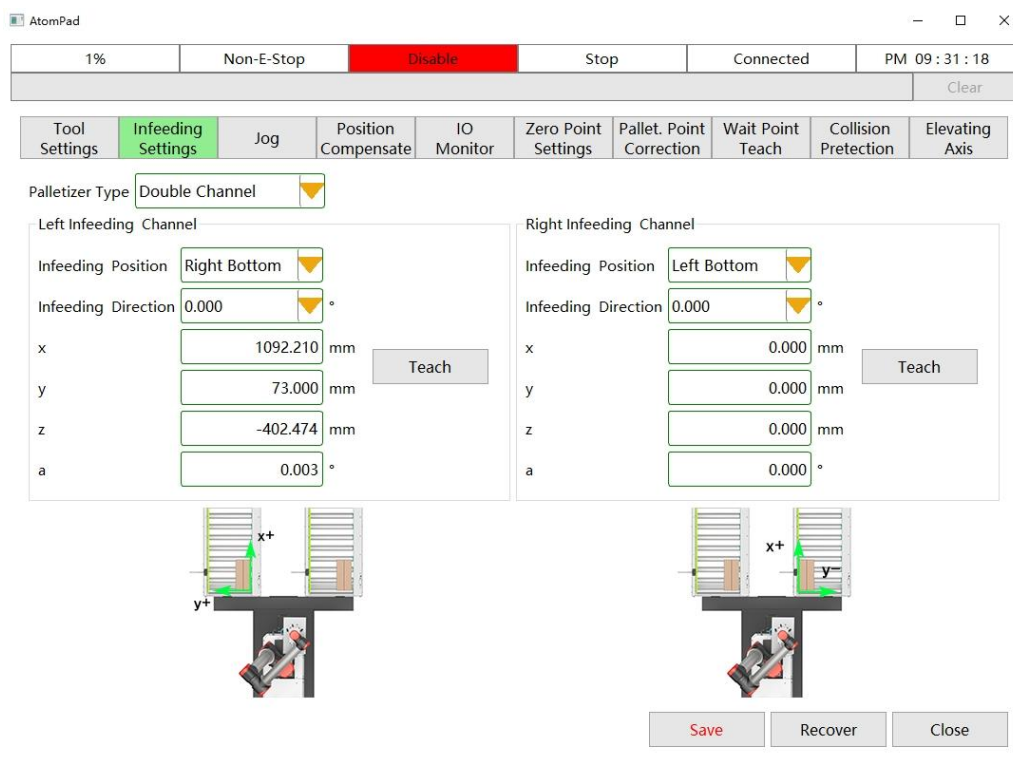 AtomPad
1% Non-E-Stop Disable Stop Connected PM 09 : 31 : 18
Clear
Tool Settings Infeeding Settings Jog Position Compensate IO Monitor Zero Point Settings Pallet. Point Correction Wait Point Teach Collision Pretection Elevating Axis
Palletizer Type Double Channel
Left Infeeding Channel Right Infeeding Channel
Infeeding Position Right Bottom Infeeding Position Left Bottom
Infeeding Direction 0.000 ° Infeeding Direction 0.000 °
x 1092.210 mm x 0.000 mm
Teach Teach
y 73.000 mm y 0.000 mm
z -402.474 mm z 0.000 mm
a 0.003 ° a 0.000 °
x+ x+
y+ y−
Save Recover Close